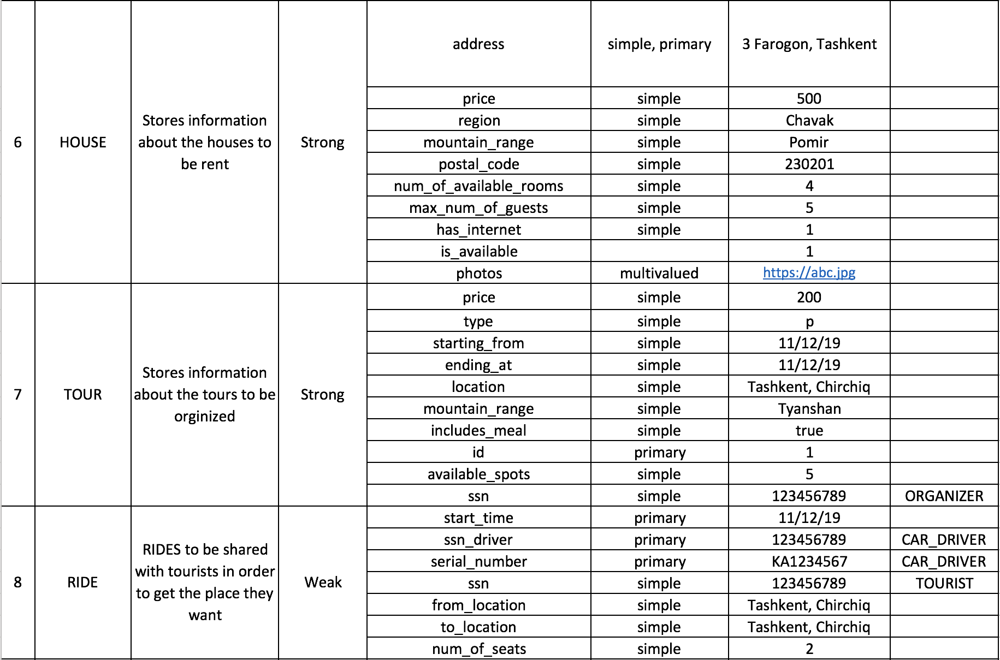 address simple, primary 3 Farogon, Tashkent
price simple 500
Stores information
region simple Chavak
6 HOUSE about the houses to Strong mountain_range simple Pomir
be rent
postal_code simple 230201
num_of_available_rooms simple 4
max_num_of_guests simple 5
has_internet simple 1
is_available 1
photos multivalued https://abc.jpg
price simple 200
type simple p
starting_from simple 11/12/19
ending_at simple 11/12/19
Stores information
location simple Tashkent, Chirchiq
7 TOUR about the tours to be Strong
mountain_range simple Tyanshan
orginized
includes_meal simple true
id primary 1
available_spots simple 5
ssn simple 123456789 ORGANIZER
start_time primary 11/12/19
ssn_driver primary 123456789 CAR_DRIVER
RIDES to be shared
serial_number primary KA1234567 CAR_DRIVER
with tourists in order
8 RIDE Weak ssn simple 123456789 TOURIST
to get the place they
from_location simple Tashkent, Chirchiq
want
to_location simple Tashkent, Chirchiq
num_of_seats simple 2